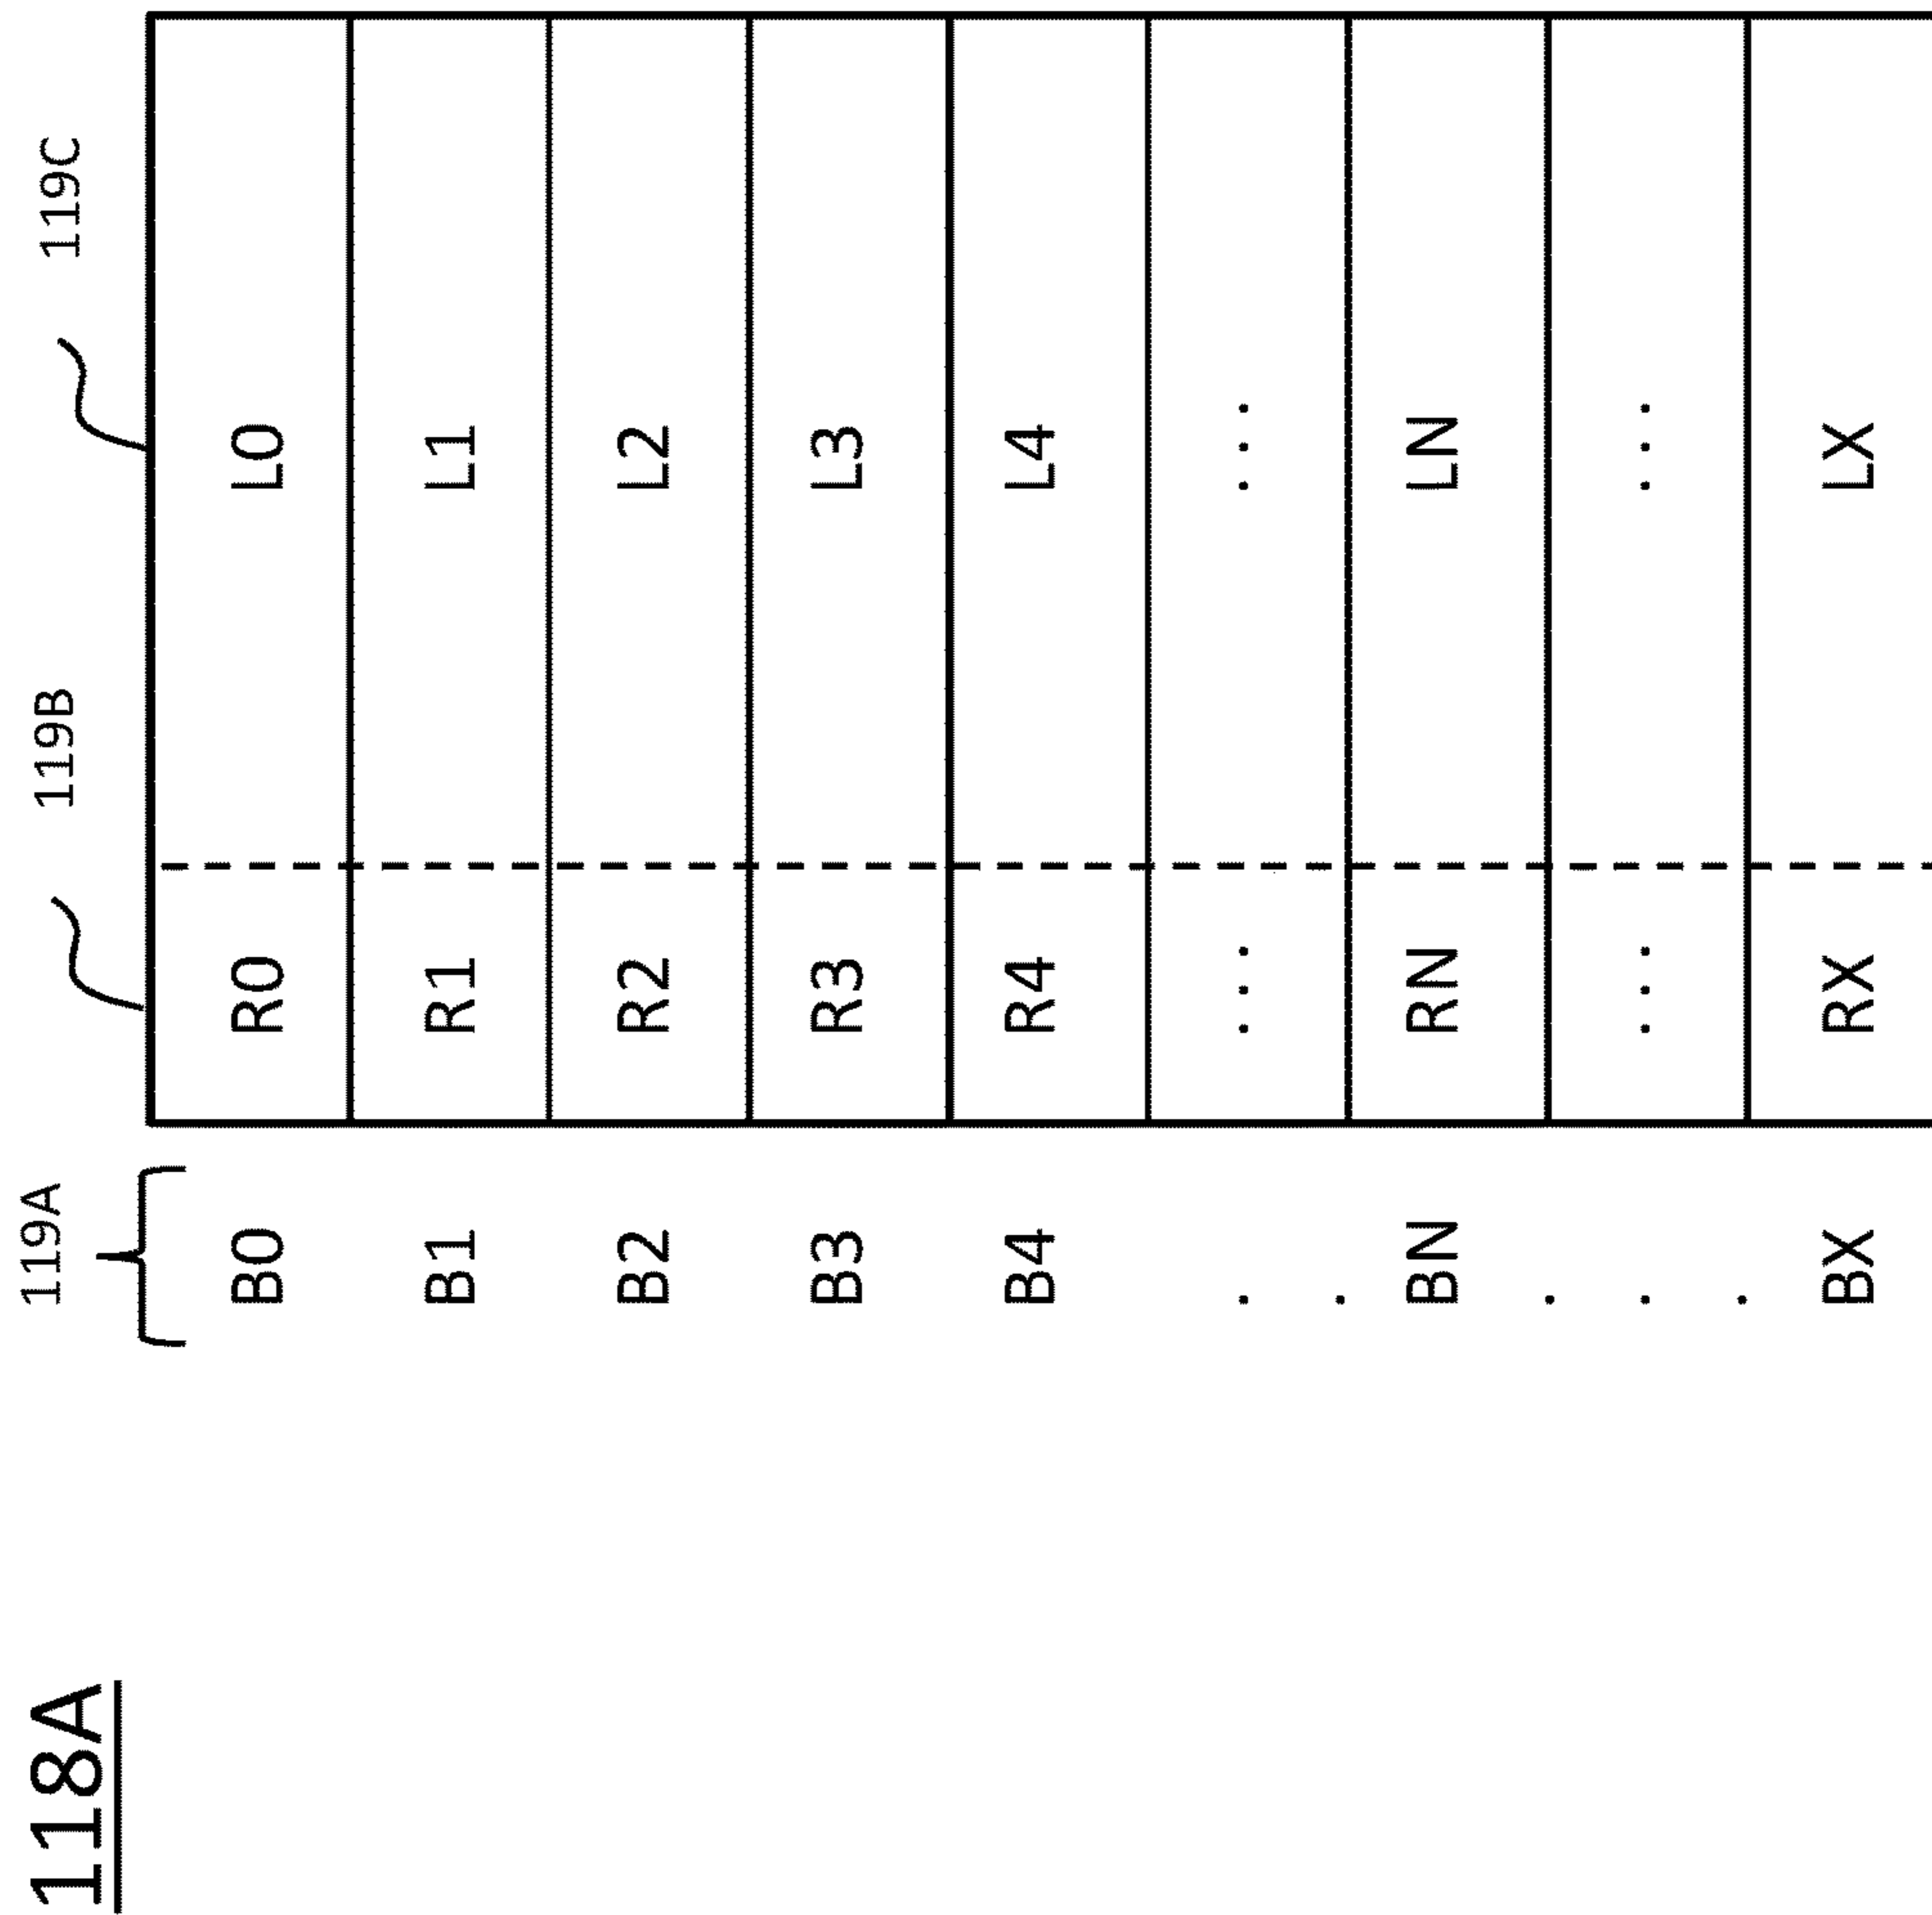 118A
119A 119B 119C
B0 R0 L0
B1 R1 L1
B2 R2 L2
B3 R3 L3
B4 R4 L4
. ... ...
.
BN RN LN
.
. ... ...
.
BX RX LX